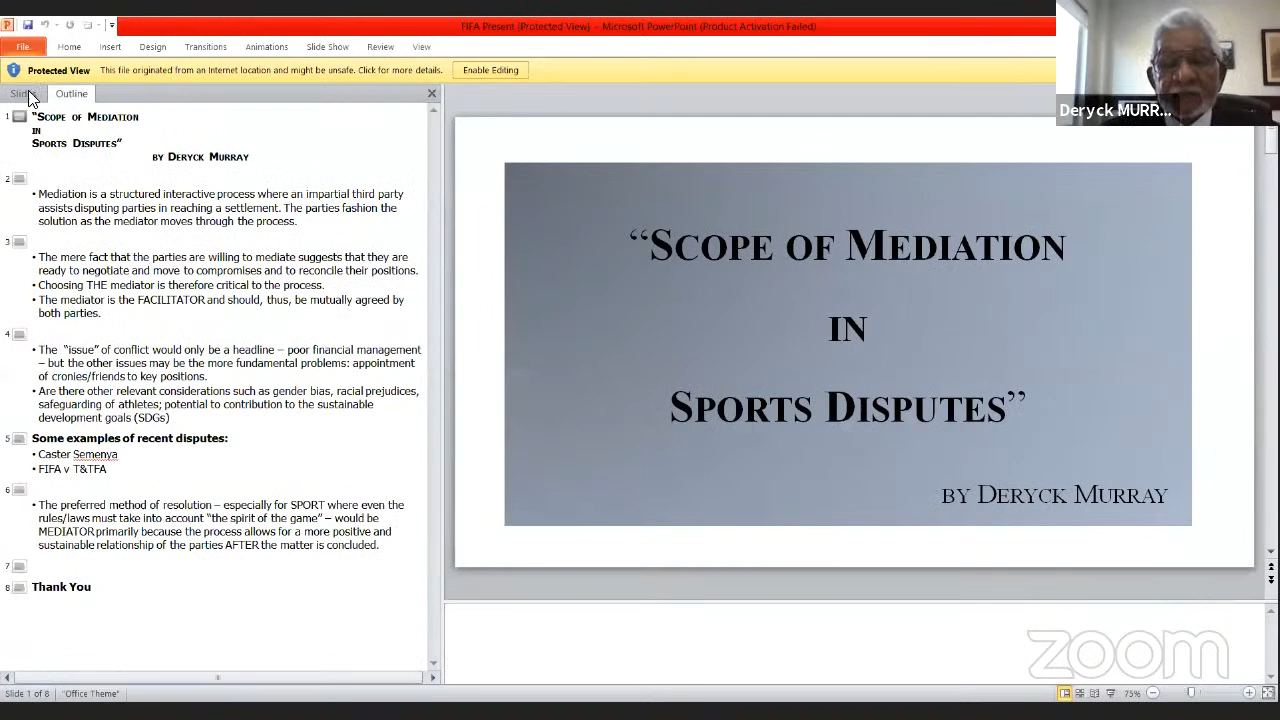 FIFA Present [Protected View] - Microsoft PowerPoint (Product Activation Failed)
File Home Insert Design Transitions Animations Slide Show Review View
Protected View This file originated from an Internet location and might be unsafe. Click for more details. Enable Editing
Deryck MURR...
Outline
1 “SCOPE OF MEDIATION
IN
SPORTS DISPUTES”
BY DERYCK MURRAY
2
• Mediation is a structured interactive process where an impartial third party
assists disputing parties in reaching a settlement. The parties fashion the
solution as the mediator moves through the process.
3
• The mere fact that the parties are willing to mediate suggests that they are
ready to negotiate and move to compromises and to reconcile their positions.
• Choosing THE mediator is therefore critical to the process.
• The mediator is the FACILITATOR and should, thus, be mutually agreed by
both parties.
4
• The “issue” of conflict would only be a headline – poor financial management
– but the other issues may be the more fundamental problems: appointment
of cronies/friends to key positions.
• Are there other relevant considerations such as gender bias, racial prejudices,
safeguarding of athletes; potential to contribution to the sustainable
development goals (SDGs)
5 Some examples of recent disputes:
• Caster Semenya
• FIFA v T&TFA
6
• The preferred method of resolution – especially for SPORT where even the
rules/laws must take into account “the spirit of the game” – would be
MEDIATOR primarily because the process allows for a more positive and
sustainable relationship of the parties AFTER the matter is concluded.
7
8 Thank You
“SCOPE OF MEDIATION
IN
SPORTS DISPUTES”
BY DERYCK MURRAY
zoom
Slide 1 of 8 "Office Theme" 75%